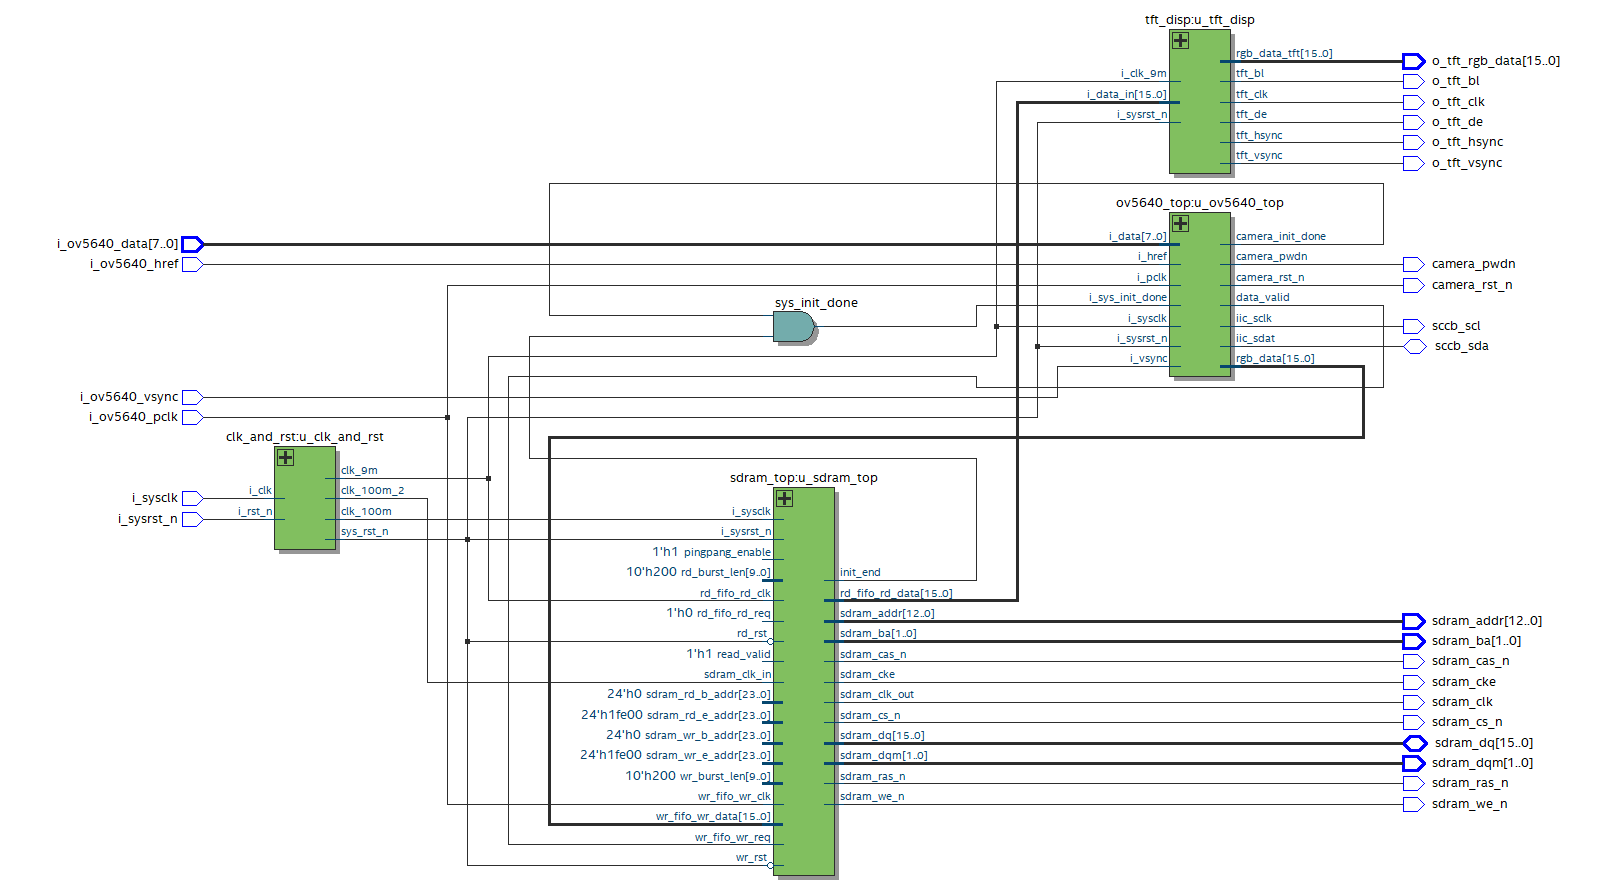 tft_disp:u_tft_disp
i_clk_9m
i_data_in[15..0]
i_sysrst_n
rgb_data_tft[15..0]
tft_bl
tft_clk
tft_de
tft_hsync
tft_vsync
o_tft_rgb_data[15..0]
o_tft_bl
o_tft_clk
o_tft_de
o_tft_hsync
o_tft_vsync
ov5640_top:u_ov5640_top
i_ov5640_data[7..0]
i_ov5640_href
i_data[7..0]
i_href
i_pclk
i_sys_init_done
i_sysclk
i_sysrst_n
i_vsync
camera_init_done
camera_pwdn
camera_rst_n
data_valid
iic_sclk
iic_sdat
rgb_data[15..0]
camera_pwdn
camera_rst_n
sccb_scl
sccb_sda
sys_init_done
i_ov5640_vsync
i_ov5640_pclk
clk_and_rst:u_clk_and_rst
i_sysclk
i_sysrst_n
i_clk
i_rst_n
clk_9m
clk_100m_2
clk_100m
sys_rst_n
sdram_top:u_sdram_top
i_sysclk
i_sysrst_n
1'h1 pingpang_enable
10'h200 rd_burst_len[9..0]
rd_fifo_rd_clk
1'h0 rd_fifo_rd_req
rd_rst
1'h1 read_valid
sdram_clk_in
24'h0 sdram_rd_b_addr[23..0]
24'h1fe00 sdram_rd_e_addr[23..0]
24'h0 sdram_wr_b_addr[23..0]
24'h1fe00 sdram_wr_e_addr[23..0]
10'h200 wr_burst_len[9..0]
wr_fifo_wr_clk
wr_fifo_wr_data[15..0]
wr_fifo_wr_req
wr_rst
init_end
rd_fifo_rd_data[15..0]
sdram_addr[12..0]
sdram_ba[1..0]
sdram_cas_n
sdram_cke
sdram_clk_out
sdram_cs_n
sdram_dq[15..0]
sdram_dqm[1..0]
sdram_ras_n
sdram_we_n
sdram_addr[12..0]
sdram_ba[1..0]
sdram_cas_n
sdram_cke
sdram_clk
sdram_cs_n
sdram_dq[15..0]
sdram_dqm[1..0]
sdram_ras_n
sdram_we_n